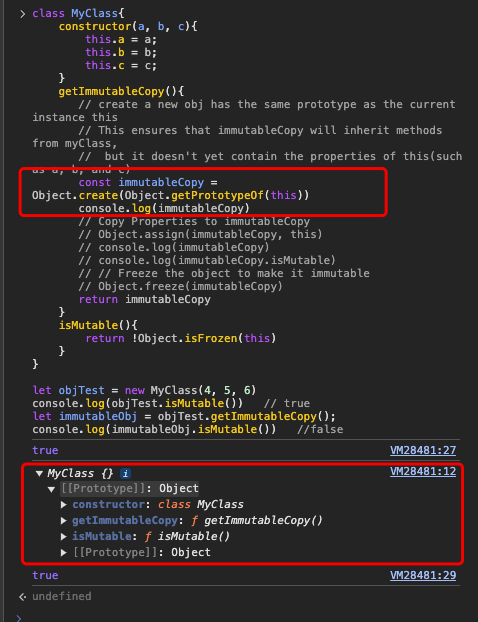 > class MyClass{
constructor(a, b, c){
this.a = a;
this.b = b;
this.c = c;
}
getImmutableCopy(){
// create a new obj has the same prototype as the current
instance this
// This ensures that immutableCopy will inherit methods
from myClass,
//  but it doesn't yet contain the properties of this(such
as a, b, and c)
const immutableCopy =
Object.create(Object.getPrototypeOf(this))
console.log(immutableCopy)
// Copy Properties to immutableCopy
// Object.assign(immutableCopy, this)
// console.log(immutableCopy)
// console.log(immutableCopy.isMutable)
// // Freeze the object to make it immutable
// Object.freeze(immutableCopy)
return immutableCopy
}
isMutable(){
return !Object.isFrozen(this)
}
}
let objTest = new MyClass(4, 5, 6)
console.log(objTest.isMutable())   // true
let immutableObj = objTest.getImmutableCopy();
console.log(immutableObj.isMutable())   //false
true VM28481:27
▼ MyClass {} i VM28481:12
▼ [[Prototype]]: Object
▶ constructor: class MyClass
▶ getImmutableCopy: ƒ getImmutableCopy()
▶ isMutable: ƒ isMutable()
▶ [[Prototype]]: Object
true VM28481:29
undefined
>